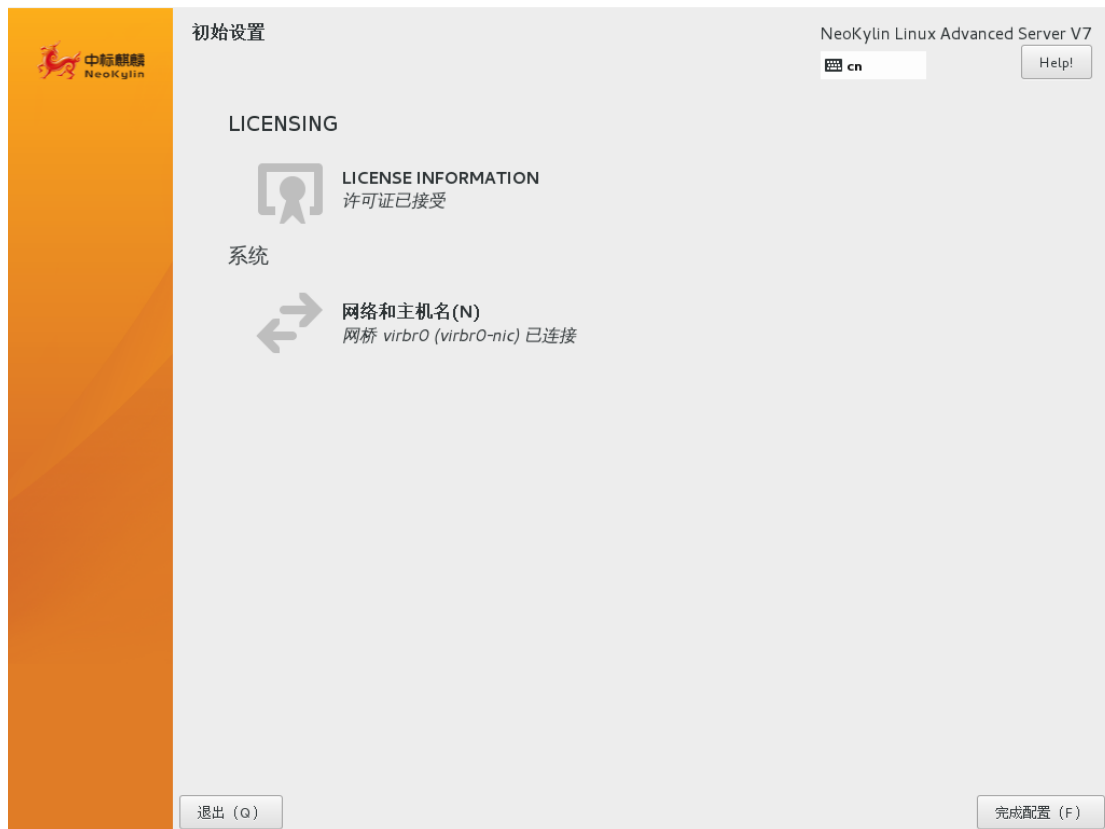 中标麒麟
NeoKylin
初始设置
NeoKylin Linux Advanced Server V7
cn
Help!
LICENSING
LICENSE INFORMATION
许可证已接受
系统
网络和主机名(N)
网桥 virbr0 (virbr0-nic) 已连接
退出（Q）
完成配置（F）